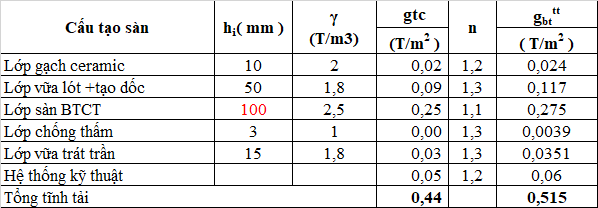 Cấu tạo sàn hi( mm ) γ (T/m3) gtc (T/m²) n gbttt ( T/m² )
Lớp gạch ceramic 10 2 0,02 1,2 0,024
Lớp vữa lót +tạo dốc 50 1,8 0,09 1,3 0,117
Lớp sàn BTCT 100 2,5 0,25 1,1 0,275
Lớp chống thấm 3 1 0,00 1,3 0,0039
Lớp vữa trát trần 15 1,8 0,03 1,3 0,0351
Hệ thống kỹ thuật 0,05 1,2 0,06
Tổng tĩnh tải 0,44 0,515